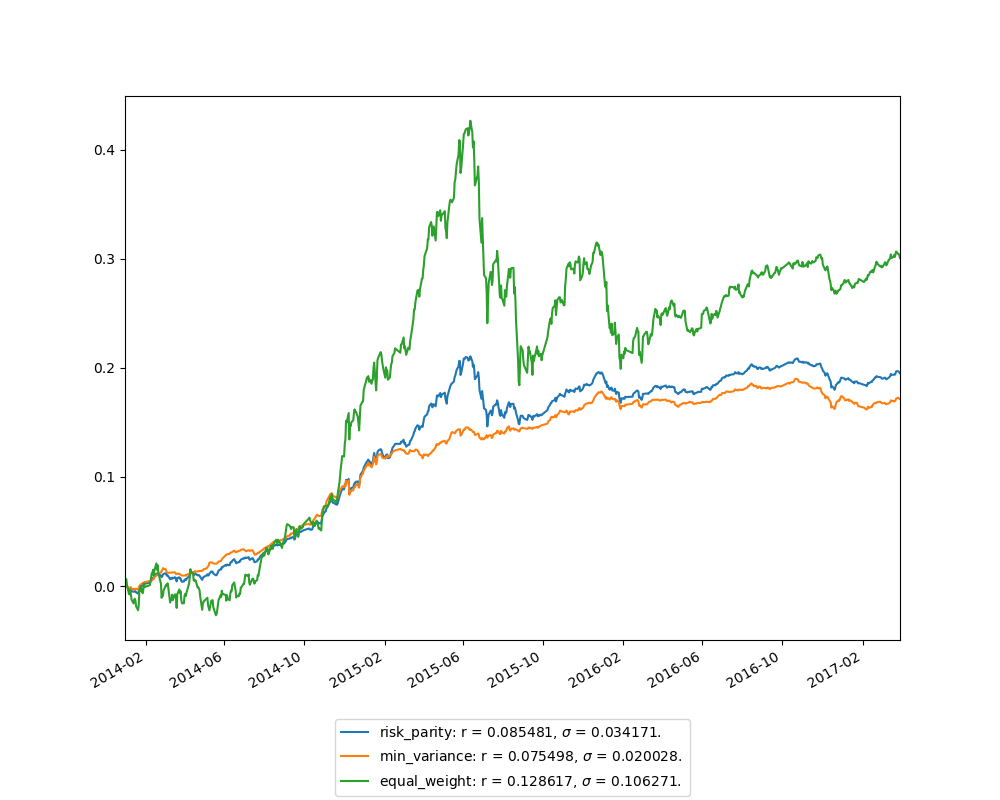 0.4
0.3
0.2
0.1
0.0
2014-02 2014-06 2014-10 2015-02 2015-06 2015-10 2016-02 2016-06 2016-10 2017-02
risk_parity: r = 0.085481, σ = 0.034171.
min_variance: r = 0.075498, σ = 0.020028.
equal_weight: r = 0.128617, σ = 0.106271.